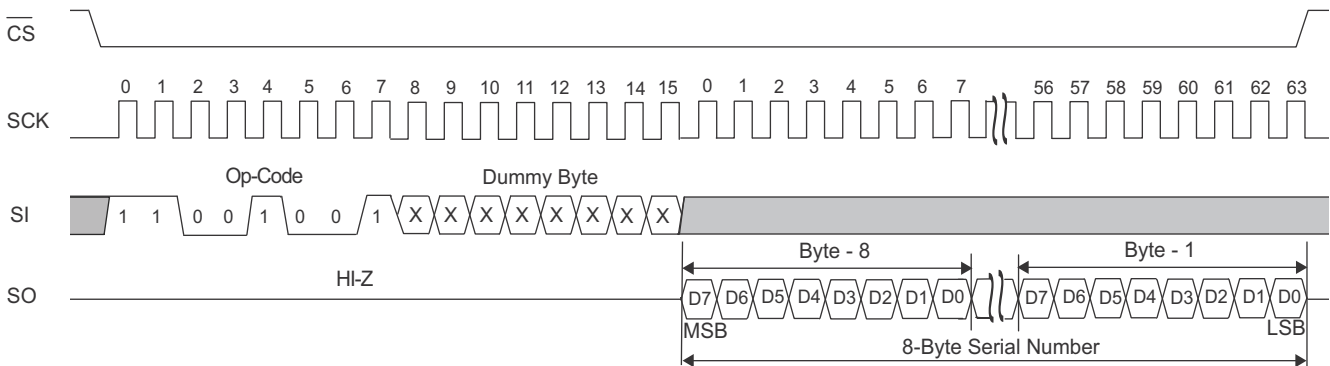 CS
0 1 2 3 4 5 6 7 8 9 10 11 12 13 14 15 0 1 2 3 4 5 6 7 56 57 58 59 60 61 62 63
SCK
Op-Code Dummy Byte
SI 1 1 0 0 1 0 0 1 X X X X X X X X
Byte - 8 Byte - 1
HI-Z
SO D7 D6 D5 D4 D3 D2 D1 D0 D7 D6 D5 D4 D3 D2 D1 D0
MSB LSB
8-Byte Serial Number